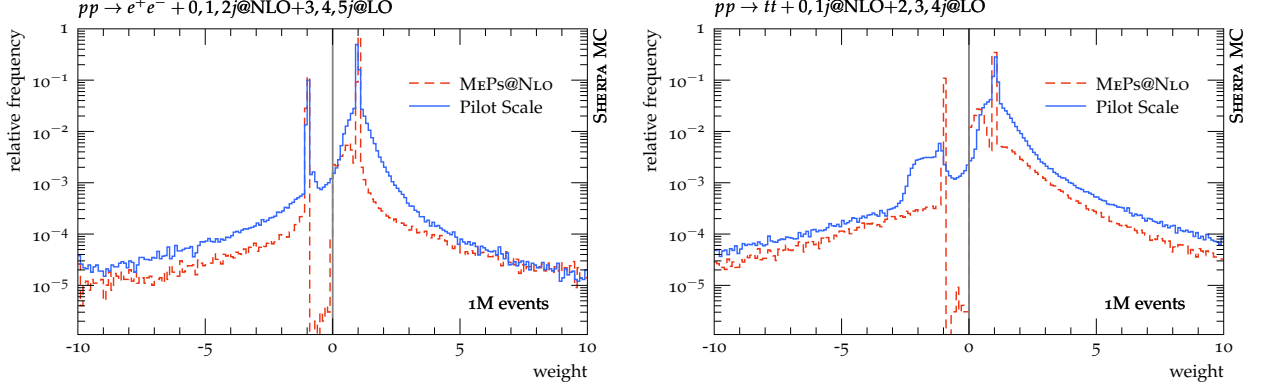 pp → e⁺e⁻ + 0, 1, 2j@NLO+3, 4, 5j@LO
relative frequency
1
10⁻¹
10⁻²
10⁻³
10⁻⁴
10⁻⁵
MEPS@NLO
Pilot Scale
1M events
SHERPA MC
-10
-5
0
5
10
weight
pp → tt + 0, 1j@NLO+2, 3, 4j@LO
relative frequency
1
10⁻¹
10⁻²
10⁻³
10⁻⁴
10⁻⁵
MEPS@NLO
Pilot Scale
1M events
SHERPA MC
-10
-5
0
5
10
weight